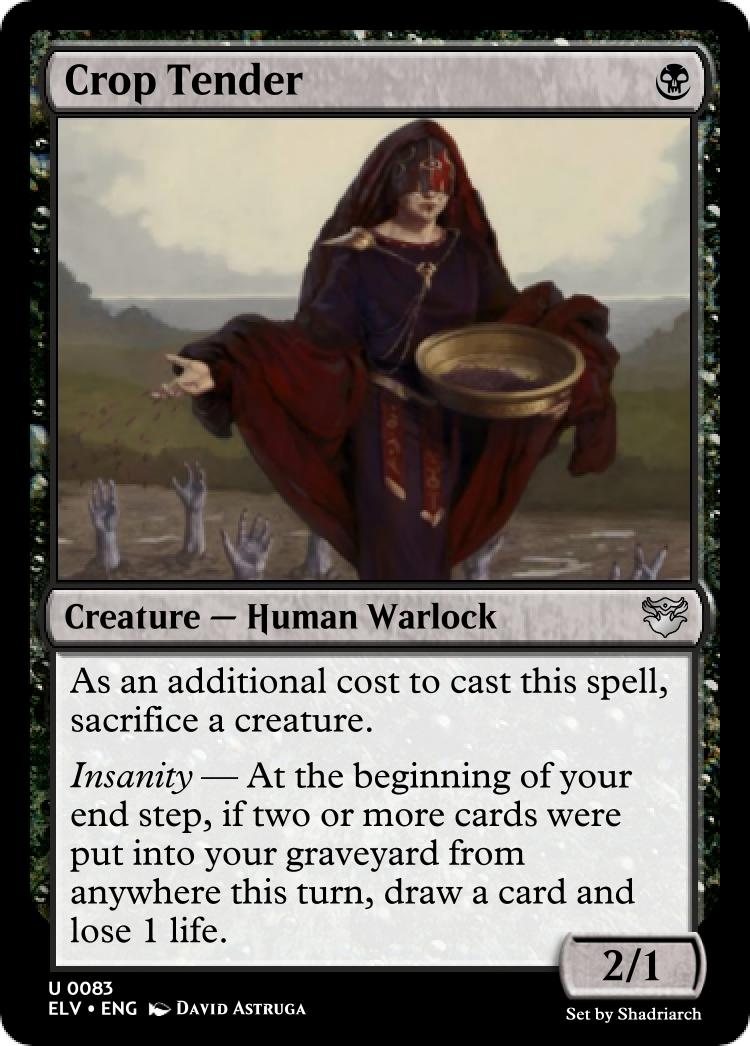 Crop Tender
Creature — Human Warlock
As an additional cost to cast this spell,
sacrifice a creature.
Insanity — At the beginning of your
end step, if two or more cards were
put into your graveyard from
anywhere this turn, draw a card and
lose 1 life.
2/1
U 0083
ELV • ENG David Astruga
Set by Shadriarch